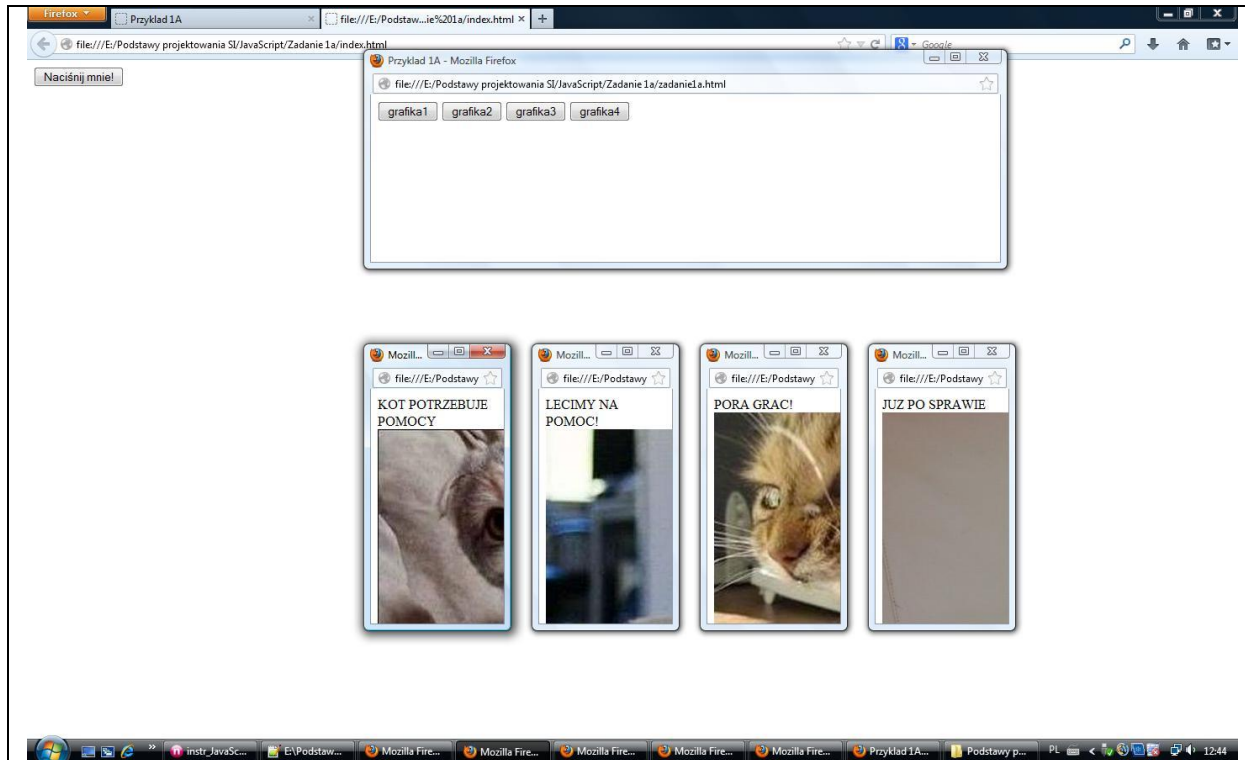 Firefox
Przyklad 1A
file:///E:/Podstaw...ie%201a/index.html
file:///E:/Podstawy projektowania SI/JavaScript/Zadanie 1a/index.html
Google
Naciśnij mnie!
Przyklad 1A - Mozilla Firefox
file:///E:/Podstawy projektowania SI/JavaScript/Zadanie 1a/zadanie1a.html
grafika1 grafika2 grafika3 grafika4
Mozill...
file:///E:/Podstawy
KOT POTRZEBUJE
POMOCY
Mozill...
file:///E:/Podstawy
LECIMY NA
POMOC!
Mozill...
file:///E:/Podstawy
PORA GRAC!
Mozill...
file:///E:/Podstawy
JUZ PO SPRAWIE
instr_JavaSc... E:\Podstaw... Mozilla Fire... Mozilla Fire... Mozilla Fire... Mozilla Fire... Mozilla Fire... Przyklad 1A... Podstawy p... PL 12:44